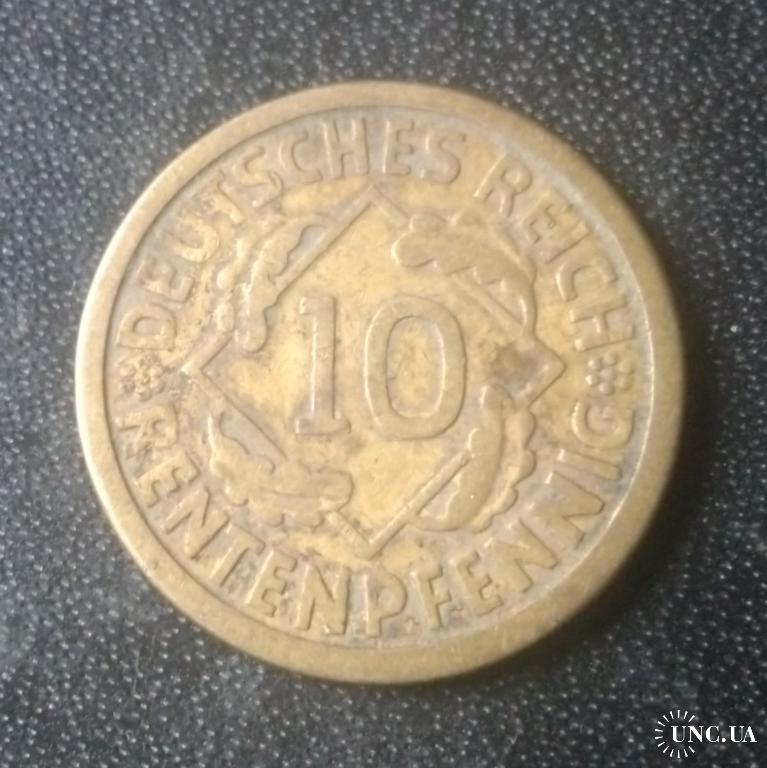 DEUTSCHES REICH
10
RENTENPFENNIG
UNC.UA